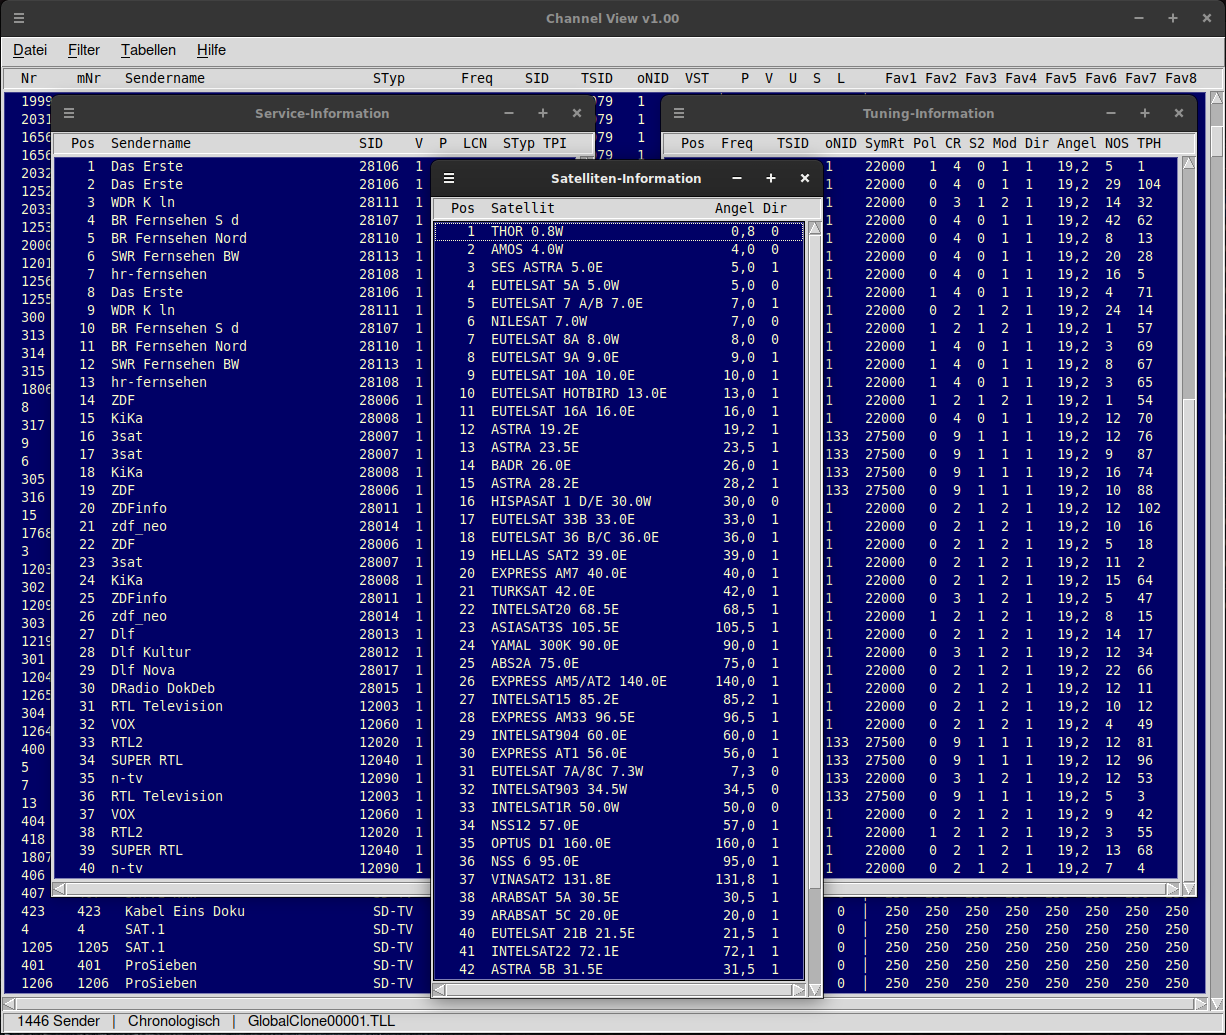 Channel View v1.00
Datei Filter Tabellen Hilfe
Nr mNr Sendername STyp Freq SID TSID oNID VST P V U S L Fav1 Fav2 Fav3 Fav4 Fav5 Fav6 Fav7 Fav8
1999 79 1
2031 79 1
1656 79 1
1656 79 1
2032
1252
2033
1253
2000
1201
1256
1255
300
313
314
315
1806
8
317
9
6
305
316
15
1768
3
1203
302
1209
303
1219
301
1204
1265
304
1264
400
5
7
13
404
418
1807
406
407
Service-Information
Pos Sendername SID V P LCN STyp TPI
1 Das Erste 28106 1
2 Das Erste 28106 1
3 WDR K ln 28111 1
4 BR Fernsehen S d 28107 1
5 BR Fernsehen Nord 28110 1
6 SWR Fernsehen BW 28113 1
7 hr-fernsehen 28108 1
8 Das Erste 28106 1
9 WDR K ln 28111 1
10 BR Fernsehen S d 28107 1
11 BR Fernsehen Nord 28110 1
12 SWR Fernsehen BW 28113 1
13 hr-fernsehen 28108 1
14 ZDF 28006 1
15 KiKa 28008 1
16 3sat 28007 1
17 3sat 28007 1
18 KiKa 28008 1
19 ZDF 28006 1
20 ZDFinfo 28011 1
21 zdf_neo 28014 1
22 ZDF 28006 1
23 3sat 28007 1
24 KiKa 28008 1
25 ZDFinfo 28011 1
26 zdf_neo 28014 1
27 Dlf 28013 1
28 Dlf Kultur 28012 1
29 Dlf Nova 28017 1
30 DRadio DokDeb 28015 1
31 RTL Television 12003 1
32 VOX 12060 1
33 RTL2 12020 1
34 SUPER RTL 12040 1
35 n-tv 12090 1
36 RTL Television 12003 1
37 VOX 12060 1
38 RTL2 12020 1
39 SUPER RTL 12040 1
40 n-tv 12090 1
Satelliten-Information
Pos Satellit Angel Dir
1 THOR 0.8W 0,8 0
2 AMOS 4.0W 4,0 0
3 SES ASTRA 5.0E 5,0 1
4 EUTELSAT 5A 5.0W 5,0 0
5 EUTELSAT 7 A/B 7.0E 7,0 1
6 NILESAT 7.0W 7,0 0
7 EUTELSAT 8A 8.0W 8,0 0
8 EUTELSAT 9A 9.0E 9,0 1
9 EUTELSAT 10A 10.0E 10,0 1
10 EUTELSAT HOTBIRD 13.0E 13,0 1
11 EUTELSAT 16A 16.0E 16,0 1
12 ASTRA 19.2E 19,2 1
13 ASTRA 23.5E 23,5 1
14 BADR 26.0E 26,0 1
15 ASTRA 28.2E 28,2 1
16 HISPASAT 1 D/E 30.0W 30,0 0
17 EUTELSAT 33B 33.0E 33,0 1
18 EUTELSAT 36 B/C 36.0E 36,0 1
19 HELLAS SAT2 39.0E 39,0 1
20 EXPRESS AM7 40.0E 40,0 1
21 TURKSAT 42.0E 42,0 1
22 INTELSAT20 68.5E 68,5 1
23 ASIASAT3S 105.5E 105,5 1
24 YAMAL 300K 90.0E 90,0 1
25 ABS2A 75.0E 75,0 1
26 EXPRESS AM5/AT2 140.0E 140,0 1
27 INTELSAT15 85.2E 85,2 1
28 EXPRESS AM33 96.5E 96,5 1
29 INTELSAT904 60.0E 60,0 1
30 EXPRESS AT1 56.0E 56,0 1
31 EUTELSAT 7A/8C 7.3W 7,3 0
32 INTELSAT903 34.5W 34,5 0
33 INTELSAT1R 50.0W 50,0 0
34 NSS12 57.0E 57,0 1
35 OPTUS D1 160.0E 160,0 1
36 NSS 6 95.0E 95,0 1
37 VINASAT2 131.8E 131,8 1
38 ARABSAT 5A 30.5E 30,5 1
39 ARABSAT 5C 20.0E 20,0 1
40 EUTELSAT 21B 21.5E 21,5 1
41 INTELSAT22 72.1E 72,1 1
42 ASTRA 5B 31.5E 31,5 1
Tuning-Information
Pos Freq TSID oNID SymRt Pol CR S2 Mod Dir Angel NOS TPH
1 22000 1 4 0 1 1 19,2 5 1
1 22000 0 4 0 1 1 19,2 29 104
1 22000 0 3 1 2 1 19,2 14 32
1 22000 0 4 0 1 1 19,2 42 62
1 22000 0 4 0 1 1 19,2 8 13
1 22000 0 4 0 1 1 19,2 20 28
1 22000 0 4 0 1 1 19,2 16 5
1 22000 1 4 0 1 1 19,2 4 71
1 22000 0 2 1 2 1 19,2 24 14
1 22000 1 2 1 2 1 19,2 1 57
1 22000 1 4 0 1 1 19,2 3 69
1 22000 1 4 0 1 1 19,2 8 67
1 22000 1 4 0 1 1 19,2 3 65
1 22000 1 2 1 2 1 19,2 1 54
1 22000 0 4 0 1 1 19,2 12 70
133 27500 0 9 1 1 1 19,2 12 76
133 27500 0 9 1 1 1 19,2 9 87
133 27500 0 9 1 1 1 19,2 16 74
133 27500 0 9 1 1 1 19,2 10 88
1 22000 0 2 1 2 1 19,2 12 102
1 22000 0 2 1 2 1 19,2 10 16
1 22000 0 2 1 2 1 19,2 5 18
1 22000 0 2 1 2 1 19,2 11 2
1 22000 0 2 1 2 1 19,2 15 64
1 22000 0 3 1 2 1 19,2 5 47
1 22000 1 2 1 2 1 19,2 8 15
1 22000 0 2 1 2 1 19,2 14 17
1 22000 0 3 1 2 1 19,2 12 34
1 22000 0 2 1 2 1 19,2 22 66
1 22000 0 2 1 2 1 19,2 12 11
1 22000 0 2 1 2 1 19,2 10 12
1 22000 0 2 1 2 1 19,2 4 49
133 27500 0 9 1 1 1 19,2 12 81
133 27500 0 9 1 1 1 19,2 12 96
133 22000 0 3 1 2 1 19,2 12 53
133 27500 0 9 1 1 1 19,2 5 3
1 22000 0 2 1 2 1 19,2 9 42
1 22000 1 2 1 2 1 19,2 3 55
1 22000 0 2 1 2 1 19,2 13 68
1 22000 0 2 1 2 1 19,2 7 4
423 423 Kabel Eins Doku SD-TV 0 250 250 250 250 250 250 250 250
4 4 SAT.1 SD-TV 0 250 250 250 250 250 250 250 250
1205 1205 SAT.1 SD-TV 0 250 250 250 250 250 250 250 250
401 401 ProSieben SD-TV 0 250 250 250 250 250 250 250 250
1206 1206 ProSieben SD-TV 0 250 250 250 250 250 250 250 250
1446 Sender | Chronologisch | GlobalClone00001.TLL